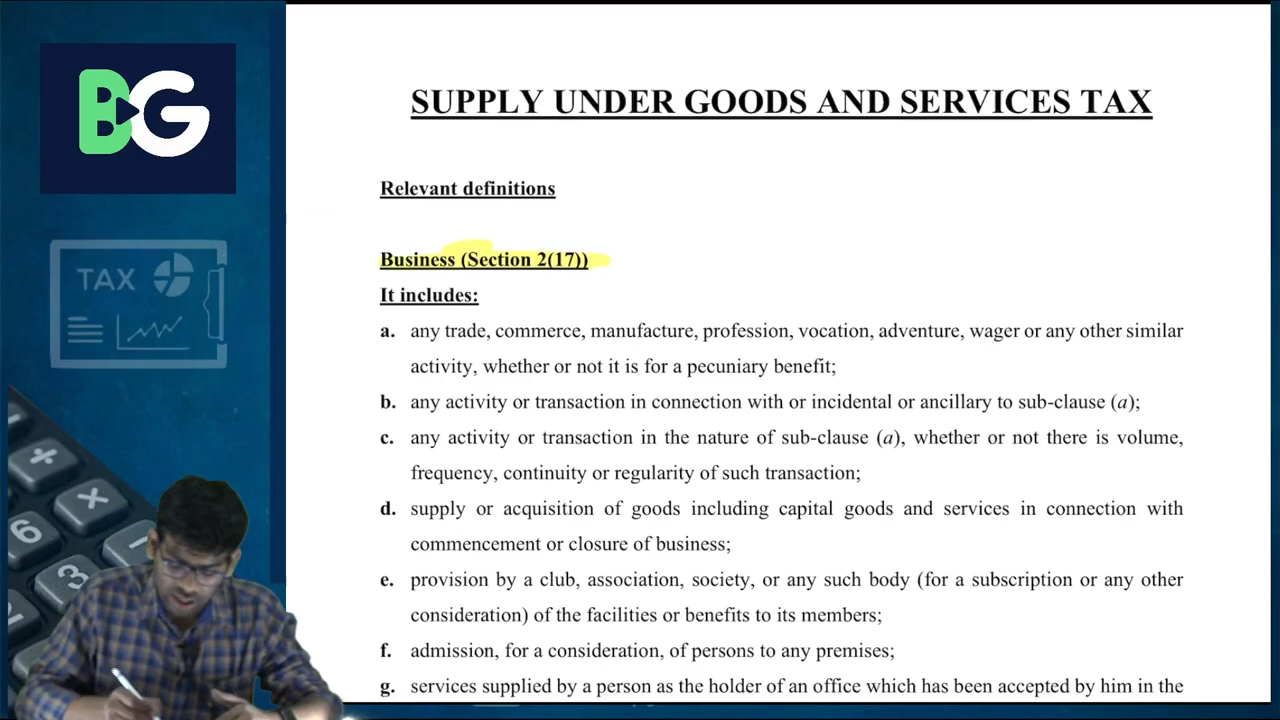 BG
SUPPLY UNDER GOODS AND SERVICES TAX
Relevant definitions
Business (Section 2(17))
It includes:
a. any trade, commerce, manufacture, profession, vocation, adventure, wager or any other similar
activity, whether or not it is for a pecuniary benefit;
b. any activity or transaction in connection with or incidental or ancillary to sub-clause (a);
c. any activity or transaction in the nature of sub-clause (a), whether or not there is volume,
frequency, continuity or regularity of such transaction;
d. supply or acquisition of goods including capital goods and services in connection with
commencement or closure of business;
e. provision by a club, association, society, or any such body (for a subscription or any other
consideration) of the facilities or benefits to its members;
f. admission, for a consideration, of persons to any premises;
g. services supplied by a person as the holder of an office which has been accepted by him in the
TAX
+
×
6
3